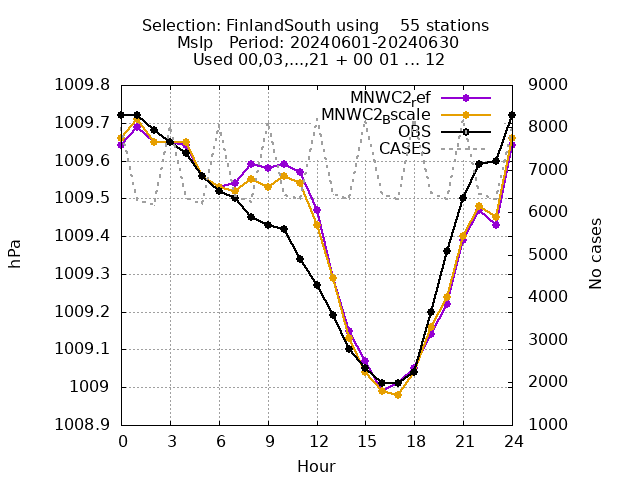 Selection: FinlandSouth using    55 stations
Mslp   Period: 20240601-20240630
Used 00,03,...,21 + 00 01 ... 12
MNWC2_ref
MNWC2_Bscale
OBS
CASES
1009.8
1009.7
1009.6
1009.5
1009.4
1009.3
1009.2
1009.1
1009
1008.9
hPa
9000
8000
7000
6000
5000
4000
3000
2000
1000
No cases
0 3 6 9 12 15 18 21 24
Hour